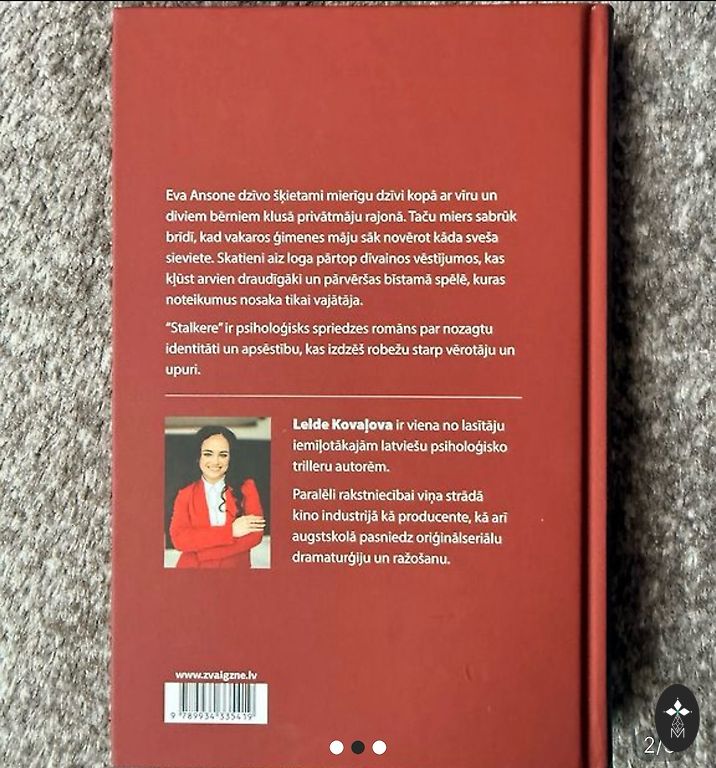 Eva Ansone dzīvo šķietami mierīgu dzīvi kopā ar vīru un
diviem bērniem klusā privātmāju rajonā. Taču miers sabrūk
brīdī, kad vakaros ģimenes māju sāk novērot kāda sveša
sieviete. Skatieni aiz loga pārtop dīvainos vēstījumos, kas
kļūst arvien draudīgāki un pārvēršas bīstamā spēlē, kuras
noteikumus nosaka tikai vajātāja.
“Stalkere” ir psiholoģisks spriedzes romāns par nozagtu
identitāti un apsēstību, kas izdzēš robežu starp vērotāju un
upuri.
Lelde Kovaļova ir viena no lasītāju
iemīļotākajām latviešu psiholoģisko
trilleru autorēm.
Paralēli rakstniecībai viņa strādā
kino industrijā kā producente, kā arī
augstskolā pasniedz oriģinālseriālu
dramaturģiju un ražošanu.
www.zvaigzne.lv
9 789934 335419
2/
M